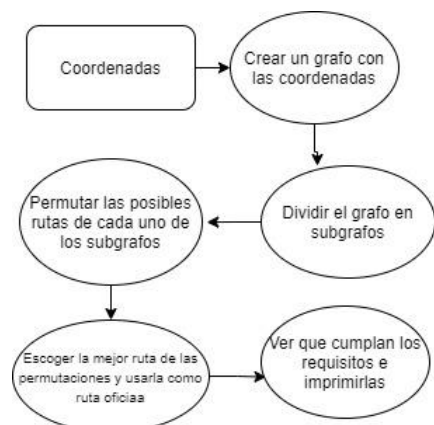 Coordenadas
Crear un grafo con
las coordenadas
Dividir el grafo en
subgrafos
Permutar las posibles
rutas de cada uno de
los subgrafos
Escoger la mejor ruta de las
permutaciones y usarla como
ruta oficiaa
Ver que cumplan los
requisitos e
imprimirlas